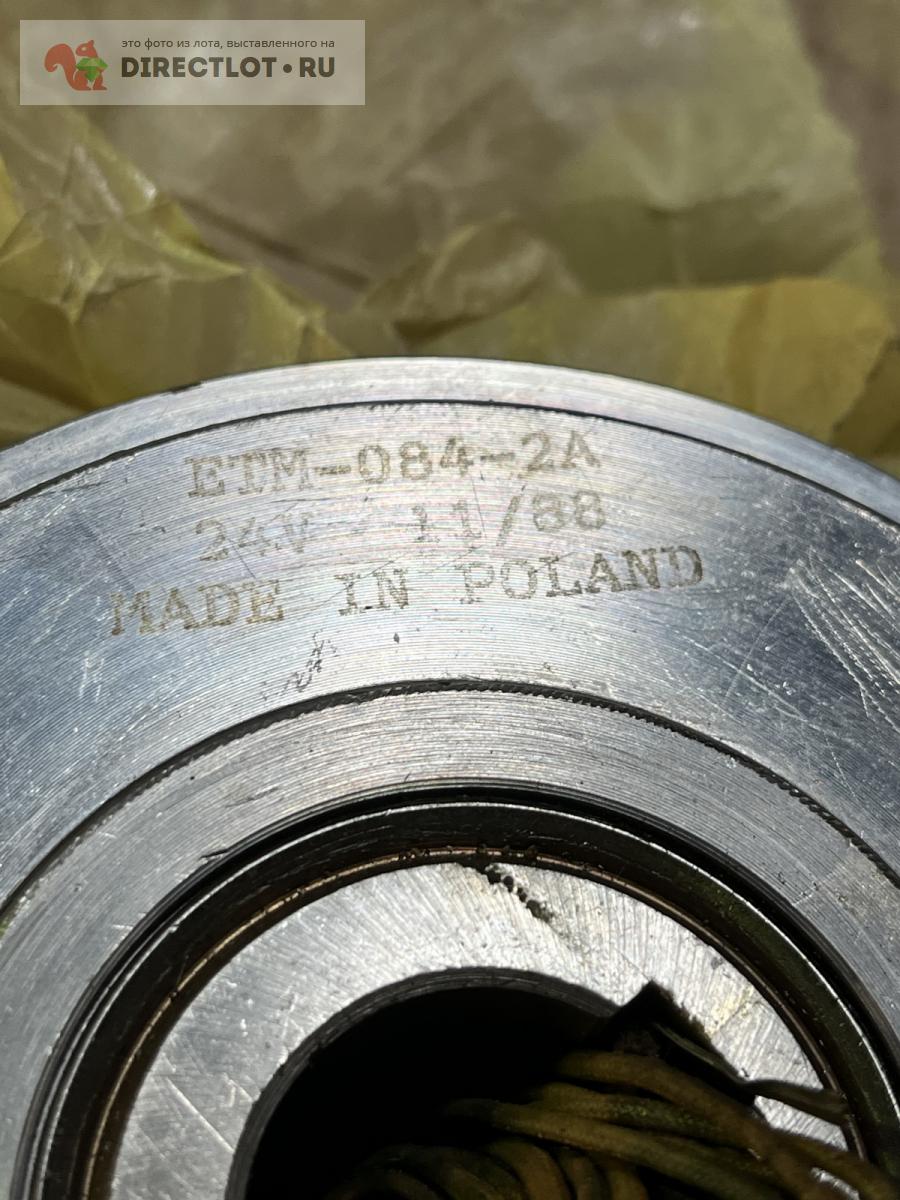 это фото из лота, выставленного на
DIRECTLOT•RU
ETM-084-2A
24V 11/88
MADE IN POLAND